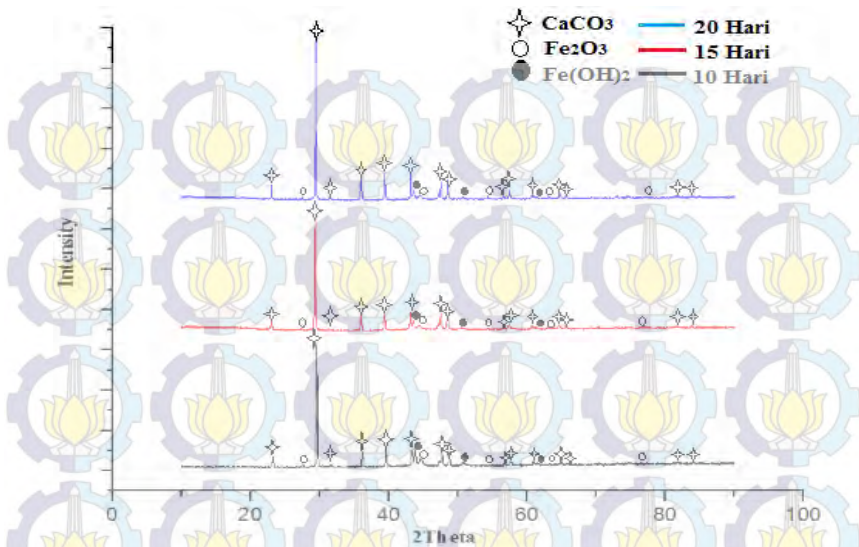 CaCO3 20 Hari
Fe2O3 15 Hari
Fe(OH)2 10 Hari
Intensity
0 20 40 60 80 100
2Theta